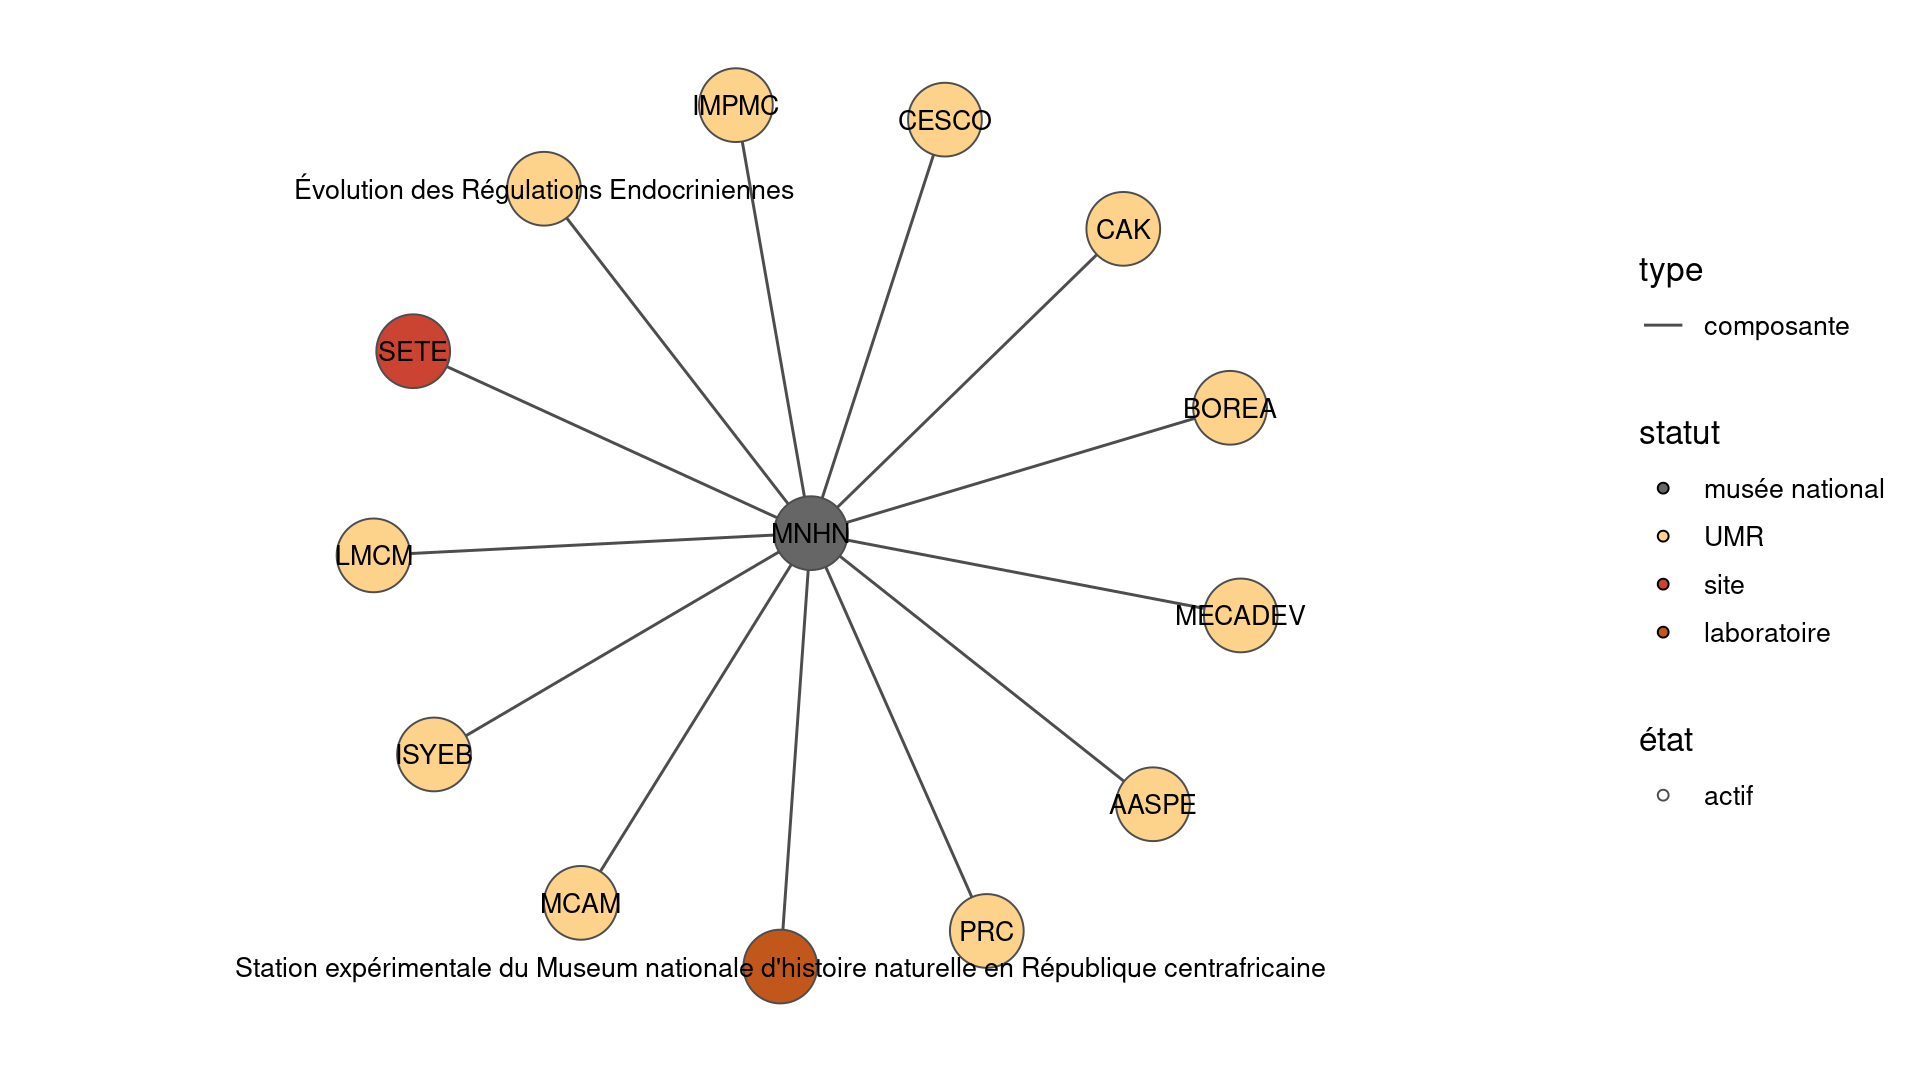 IMPMC
CESCO
Évolution des Régulations Endocriniennes
CAK
SETE
BOREA
MNHN
LMCM
MECADEV
ISYEB
AASPE
MCAM
PRC
Station expérimentale du Museum nationale d'histoire naturelle en République centrafricaine
type
composante
statut
musée national
UMR
site
laboratoire
état
actif